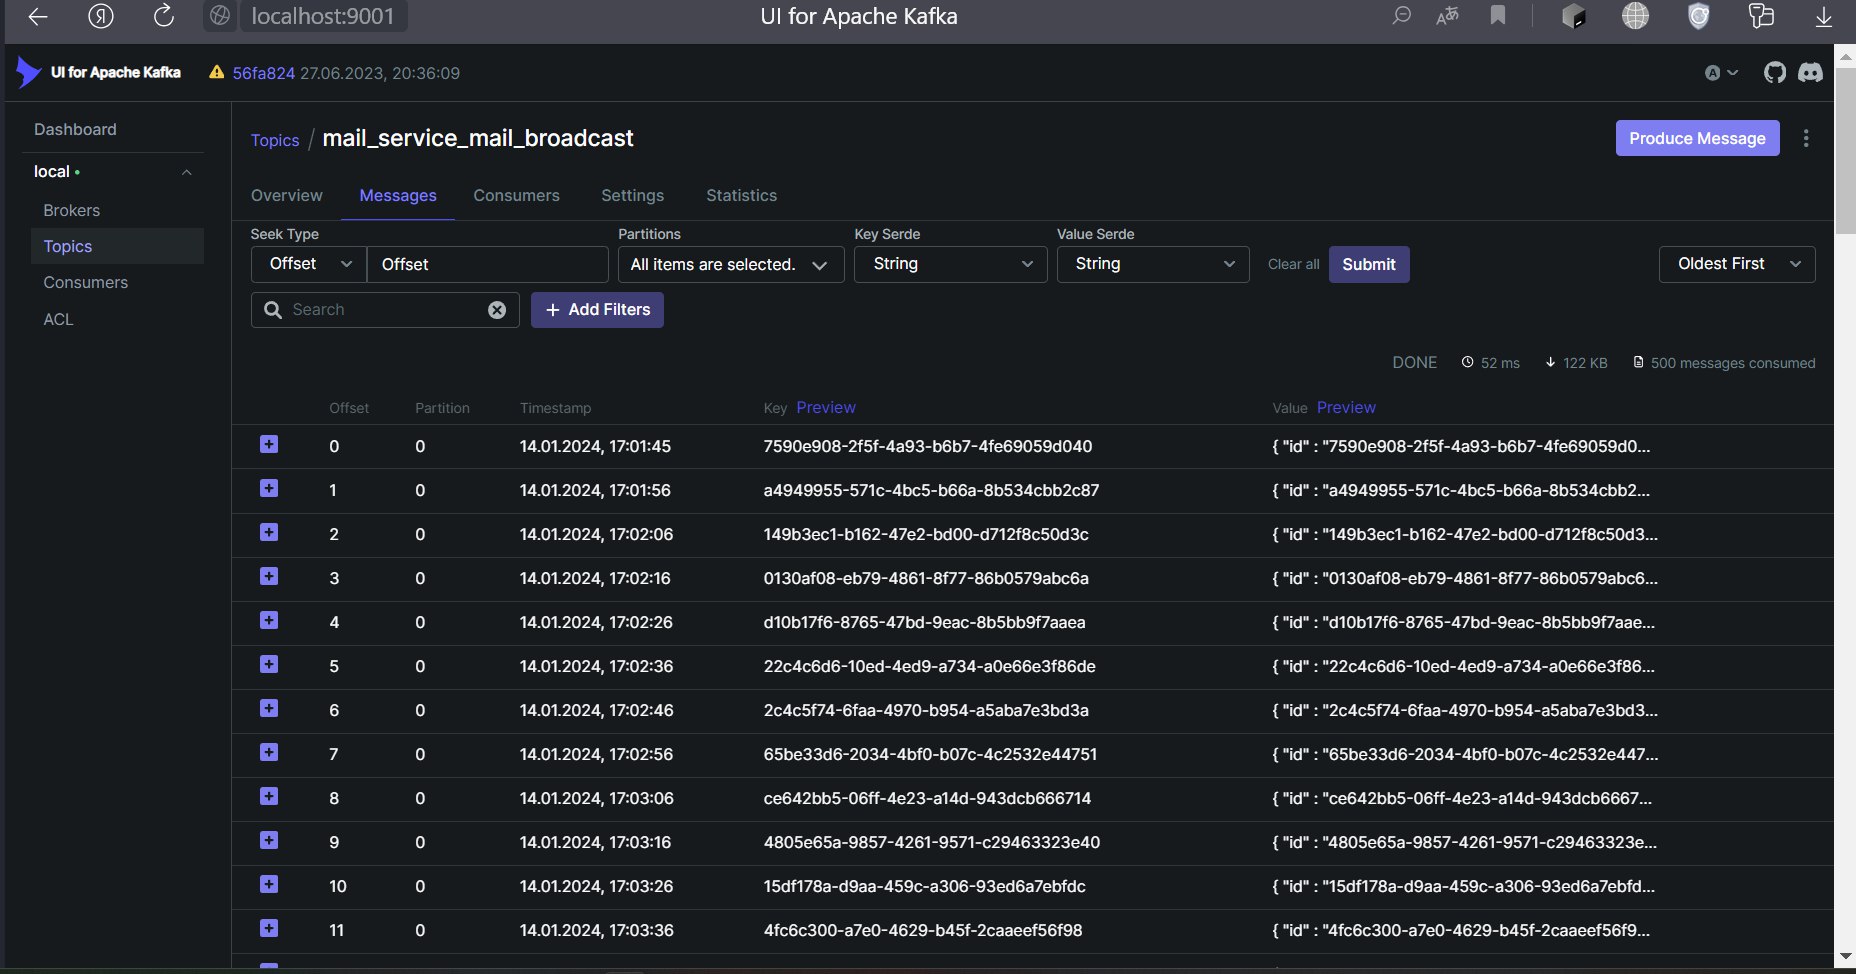 Я localhost:9001 UI for Apache Kafka
UI for Apache Kafka 56fa824 27.06.2023, 20:36:09 A
Dashboard
local
Brokers
Topics
Consumers
ACL
Topics / mail_service_mail_broadcast Produce Message
Overview Messages Consumers Settings Statistics
Seek Type Partitions Key Serde Value Serde
Offset Offset All items are selected. String String Clear all Submit Oldest First
Search + Add Filters
DONE 52 ms 122 KB 500 messages consumed
Offset Partition Timestamp Key Preview Value Preview
0 0 14.01.2024, 17:01:45 7590e908-2f5f-4a93-b6b7-4fe69059d040 { "id" : "7590e908-2f5f-4a93-b6b7-4fe69059d0...
1 0 14.01.2024, 17:01:56 a4949955-571c-4bc5-b66a-8b534cbb2c87 { "id" : "a4949955-571c-4bc5-b66a-8b534cbb2...
2 0 14.01.2024, 17:02:06 149b3ec1-b162-47e2-bd00-d712f8c50d3c { "id" : "149b3ec1-b162-47e2-bd00-d712f8c50d3...
3 0 14.01.2024, 17:02:16 0130af08-eb79-4861-8f77-86b0579abc6a { "id" : "0130af08-eb79-4861-8f77-86b0579abc6...
4 0 14.01.2024, 17:02:26 d10b17f6-8765-47bd-9eac-8b5bb9f7aaea { "id" : "d10b17f6-8765-47bd-9eac-8b5bb9f7aae...
5 0 14.01.2024, 17:02:36 22c4c6d6-10ed-4ed9-a734-a0e66e3f86de { "id" : "22c4c6d6-10ed-4ed9-a734-a0e66e3f86...
6 0 14.01.2024, 17:02:46 2c4c5f74-6faa-4970-b954-a5aba7e3bd3a { "id" : "2c4c5f74-6faa-4970-b954-a5aba7e3bd3...
7 0 14.01.2024, 17:02:56 65be33d6-2034-4bf0-b07c-4c2532e44751 { "id" : "65be33d6-2034-4bf0-b07c-4c2532e447...
8 0 14.01.2024, 17:03:06 ce642bb5-06ff-4e23-a14d-943dcb666714 { "id" : "ce642bb5-06ff-4e23-a14d-943dcb6667...
9 0 14.01.2024, 17:03:16 4805e65a-9857-4261-9571-c29463323e40 { "id" : "4805e65a-9857-4261-9571-c29463323e...
10 0 14.01.2024, 17:03:26 15df178a-d9aa-459c-a306-93ed6a7ebfdc { "id" : "15df178a-d9aa-459c-a306-93ed6a7ebfd...
11 0 14.01.2024, 17:03:36 4fc6c300-a7e0-4629-b45f-2caaeef56f98 { "id" : "4fc6c300-a7e0-4629-b45f-2caaeef56f9...